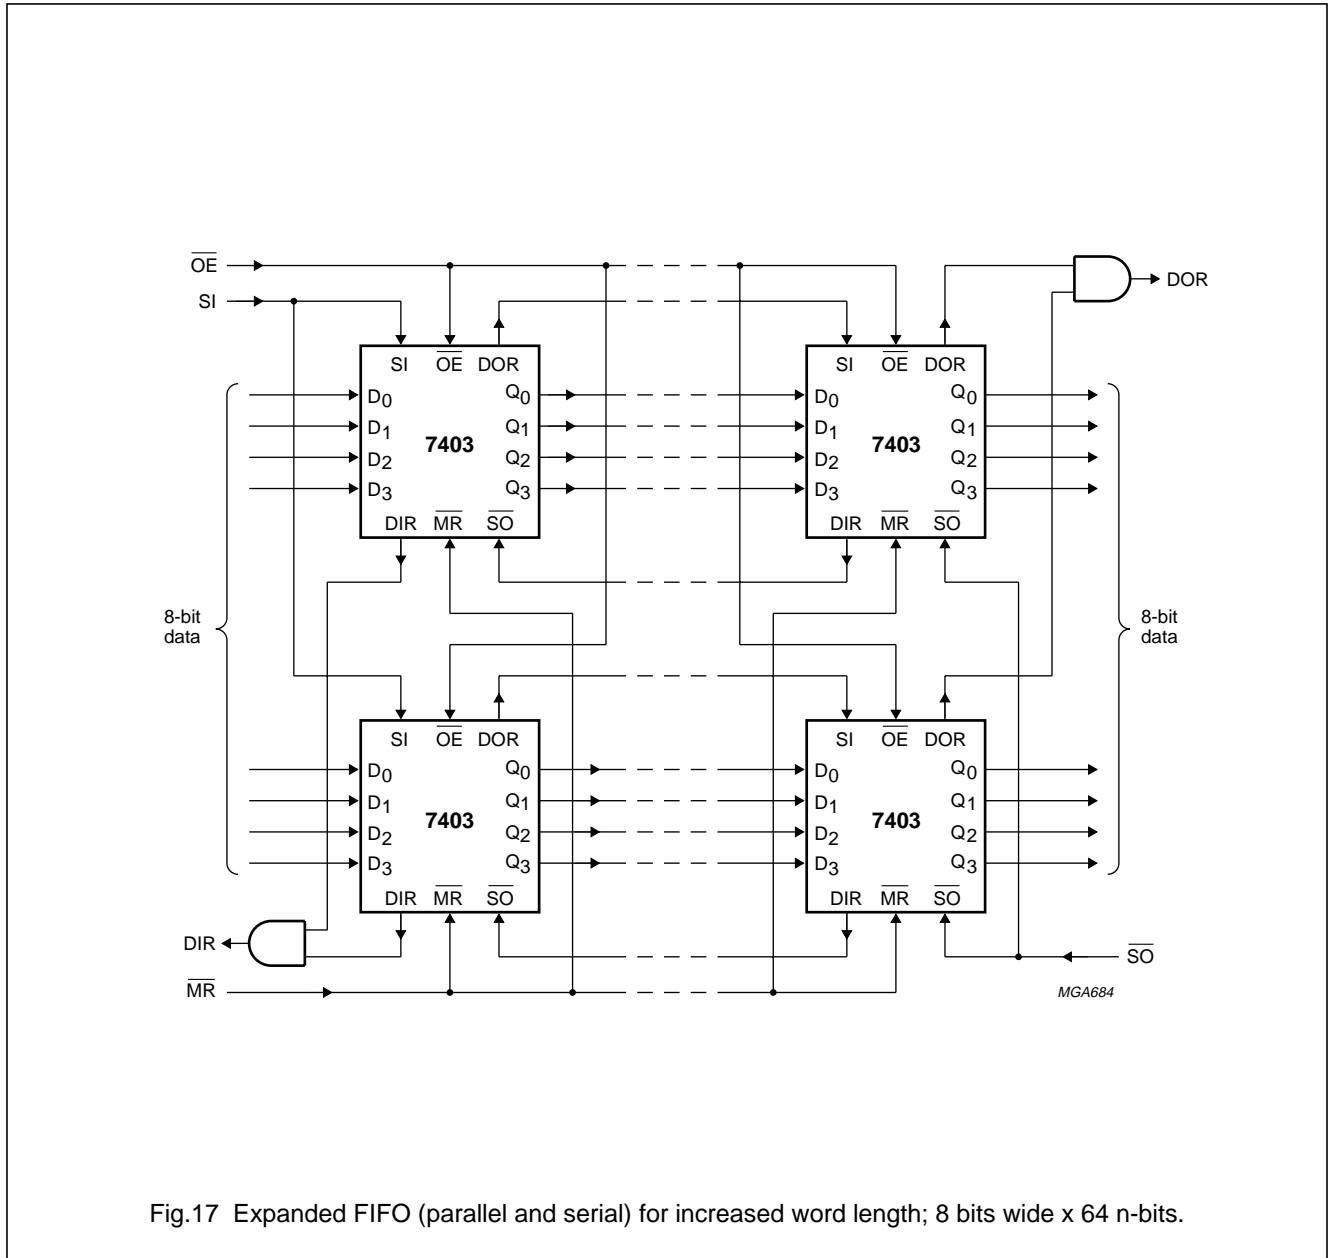 OE
SI
DOR
SI OE DOR
SI OE DOR
D0 Q0
D0 Q0
D1 Q1
D1 Q1
7403
7403
D2 Q2
D2 Q2
D3 Q3
D3 Q3
DIR MR SO
DIR MR SO
8-bit
data
8-bit
data
SI OE DOR
SI OE DOR
D0 Q0
D0 Q0
D1 Q1
D1 Q1
7403
7403
D2 Q2
D2 Q2
D3 Q3
D3 Q3
DIR MR SO
DIR MR SO
DIR
SO
MR
MGA684
Fig.17 Expanded FIFO (parallel and serial) for increased word length; 8 bits wide x 64 n-bits.